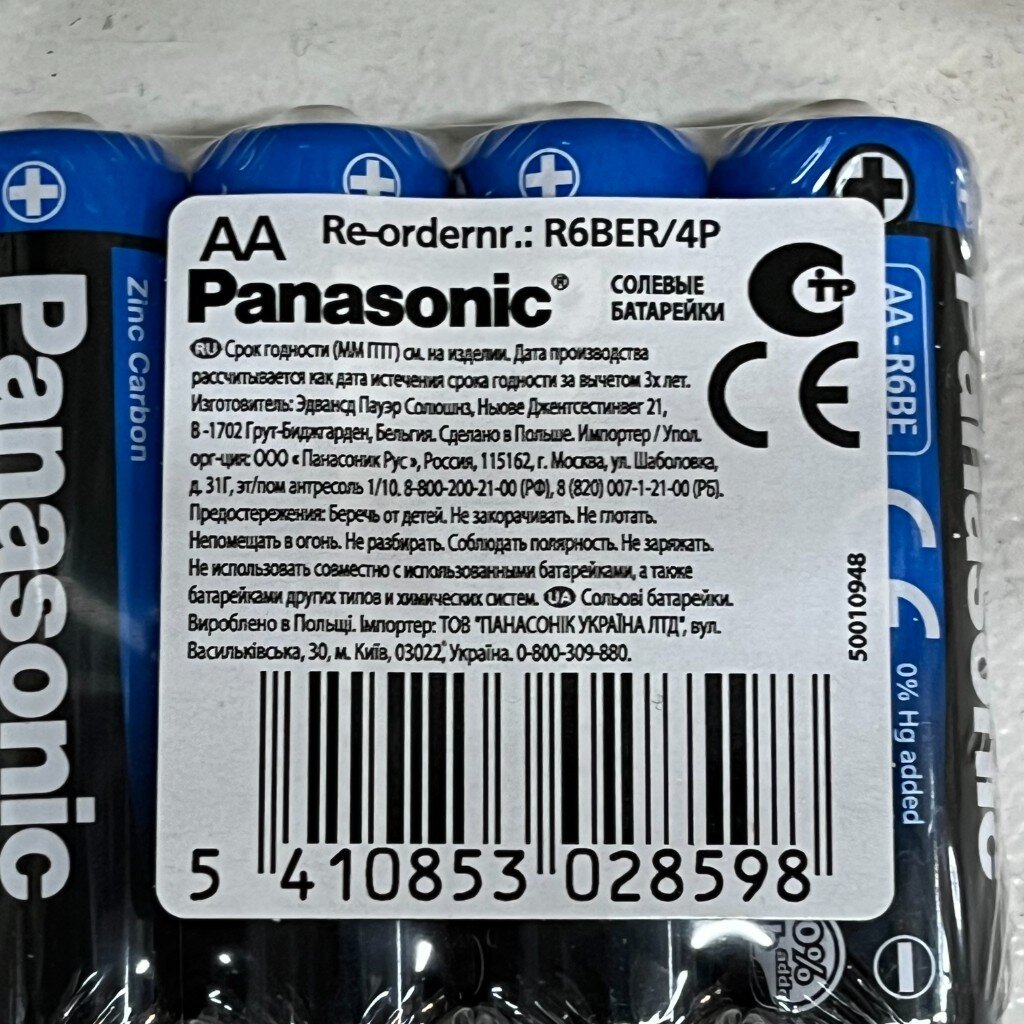 AA Re-ordernr.: R6BER/4P
Panasonic® СОЛЕВЫЕ
БАТАРЕЙКИ
RU Срок годности (ММ ГГГГ) см. на изделии. Дата производства
рассчитывается как дата истечения срока годности за вычетом 3х лет.
Изготовитель: Эдвансд Пауэр Солюшнз, Ньюве Джентсестинвег 21,
В -1702 Грут-Биджгарден, Бельгия. Сделано в Польше. Импортер / Упол.
орг-ция: ООО « Панасоник Рус », Россия, 115162, г. Москва, ул. Шаболовка,
д. 31Г, эт/пом антресоль 1/10. 8-800-200-21-00 (РФ), 8 (820) 007-1-21-00 (РБ).
Предостережения: Беречь от детей. Не закорачивать. Не глотать.
Непомещать в огонь. Не разбирать. Соблюдать полярность. Не заряжать.
Не использовать совместно с использованными батарейками, а также
батарейками других типов и химических систем. UA Сольові батарейки.
Вироблено в Польщі. Імпортер: ТОВ "ПАНАСОНІК УКРАЇНА ЛТД", вул.
Васильківська, 30, м. Київ, 03022, Україна. 0-800-309-880.
50010948
5 410853 028598
CE
Panasonic
Zinc Carbon
AA - R6BE
0% Hg added
Panasonic